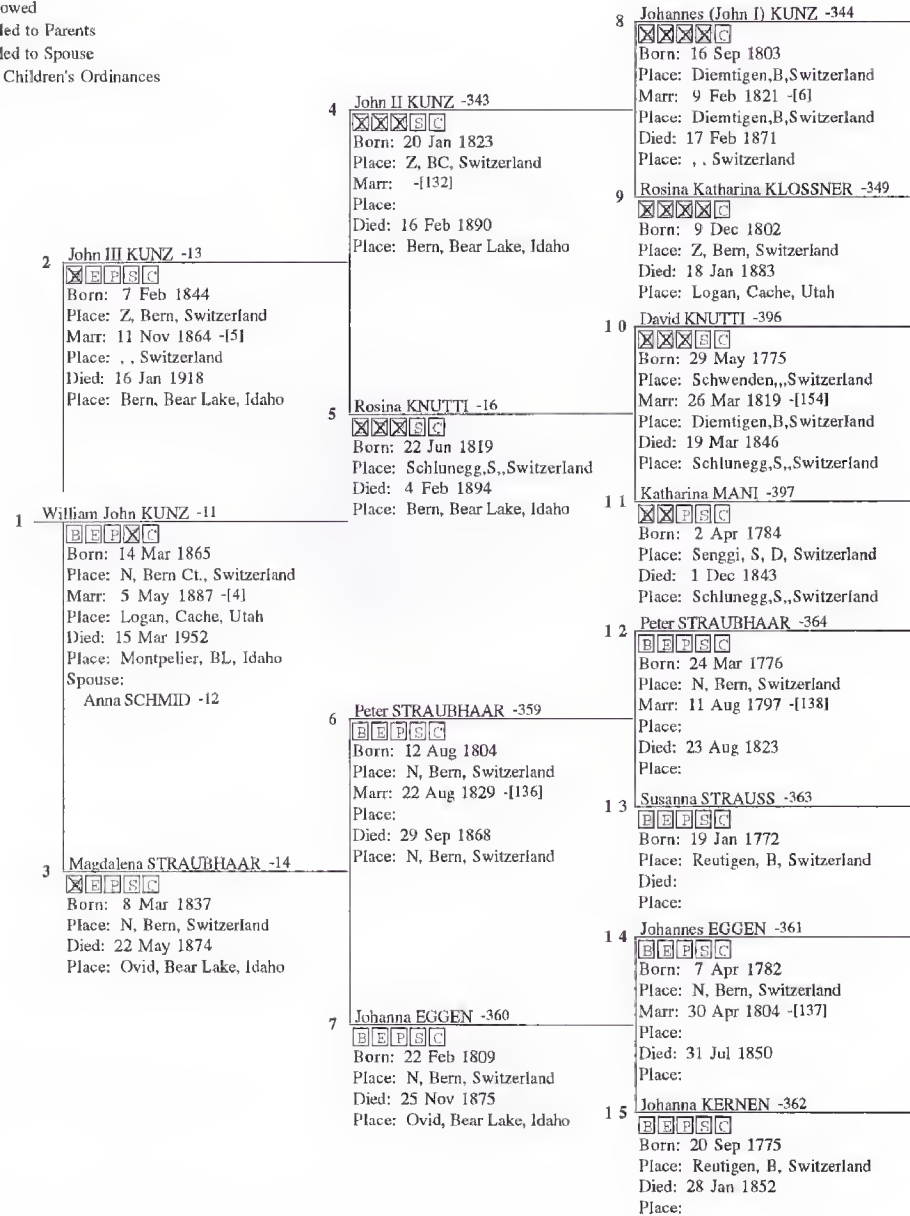 led to Parents
led to Spouse
Children's Ordinances
8 Johannes (John I) KUNZ -344
X X X X C
Born: 16 Sep 1803
Place: Diemtigen,B,Switzerland
Marr: 9 Feb 1821 -[6]
Place: Diemtigen,B,Switzerland
Died: 17 Feb 1871
Place: , , Switzerland
4 John II KUNZ -343
X X X S C
Born: 20 Jan 1823
Place: Z, BC, Switzerland
Marr: -[132]
Place:
Died: 16 Feb 1890
Place: Bern, Bear Lake, Idaho
9 Rosina Katharina KLOSSNER -349
X X X X C
Born: 9 Dec 1802
Place: Z, Bern, Switzerland
Died: 18 Jan 1883
Place: Logan, Cache, Utah
2 John III KUNZ -13
X E P S C
Born: 7 Feb 1844
Place: Z, Bern, Switzerland
Marr: 11 Nov 1864 -[5]
Place: , , Switzerland
Died: 16 Jan 1918
Place: Bern, Bear Lake, Idaho
10 David KNUTTI -396
X X X S C
Born: 29 May 1775
Place: Schwenden,,,Switzerland
Marr: 26 Mar 1819 -[154]
Place: Diemtigen,B,Switzerland
Died: 19 Mar 1846
Place: Schlunegg,S,,Switzerland
5 Rosina KNUTTI -16
X X X S C
Born: 22 Jun 1819
Place: Schlunegg,S,,Switzerland
Died: 4 Feb 1894
Place: Bern, Bear Lake, Idaho
11 Katharina MANI -397
X X P S C
Born: 2 Apr 1784
Place: Senggi, S, D, Switzerland
Died: 1 Dec 1843
Place: Schlunegg,S,,Switzerland
1 William John KUNZ -11
B E P X C
Born: 14 Mar 1865
Place: N, Bern Ct., Switzerland
Marr: 5 May 1887 -[4]
Place: Logan, Cache, Utah
Died: 15 Mar 1952
Place: Montpelier, BL, Idaho
Spouse:
Anna SCHMID -12
12 Peter STRAUBHAAR -364
B E P S C
Born: 24 Mar 1776
Place: N, Bern, Switzerland
Marr: 11 Aug 1797 -[138]
Place:
Died: 23 Aug 1823
Place:
6 Peter STRAUBHAAR -359
B E P S C
Born: 12 Aug 1804
Place: N, Bern, Switzerland
Marr: 22 Aug 1829 -[136]
Place:
Died: 29 Sep 1868
Place: N, Bern, Switzerland
13 Susanna STRAUSS -363
B E P S C
Born: 19 Jan 1772
Place: Reutigen, B, Switzerland
Died:
Place:
3 Magdalena STRAUBHAAR -14
X E P S C
Born: 8 Mar 1837
Place: N, Bern, Switzerland
Died: 22 May 1874
Place: Ovid, Bear Lake, Idaho
14 Johannes EGGEN -361
B E P S C
Born: 7 Apr 1782
Place: N, Bern, Switzerland
Marr: 30 Apr 1804 -[137]
Place:
Died: 31 Jul 1850
Place:
7 Johanna EGGEN -360
B E P S C
Born: 22 Feb 1809
Place: N, Bern, Switzerland
Died: 25 Nov 1875
Place: Ovid, Bear Lake, Idaho
15 Johanna KERNEN -362
B E P S C
Born: 20 Sep 1775
Place: Reutigen, B, Switzerland
Died: 28 Jan 1852
Place: